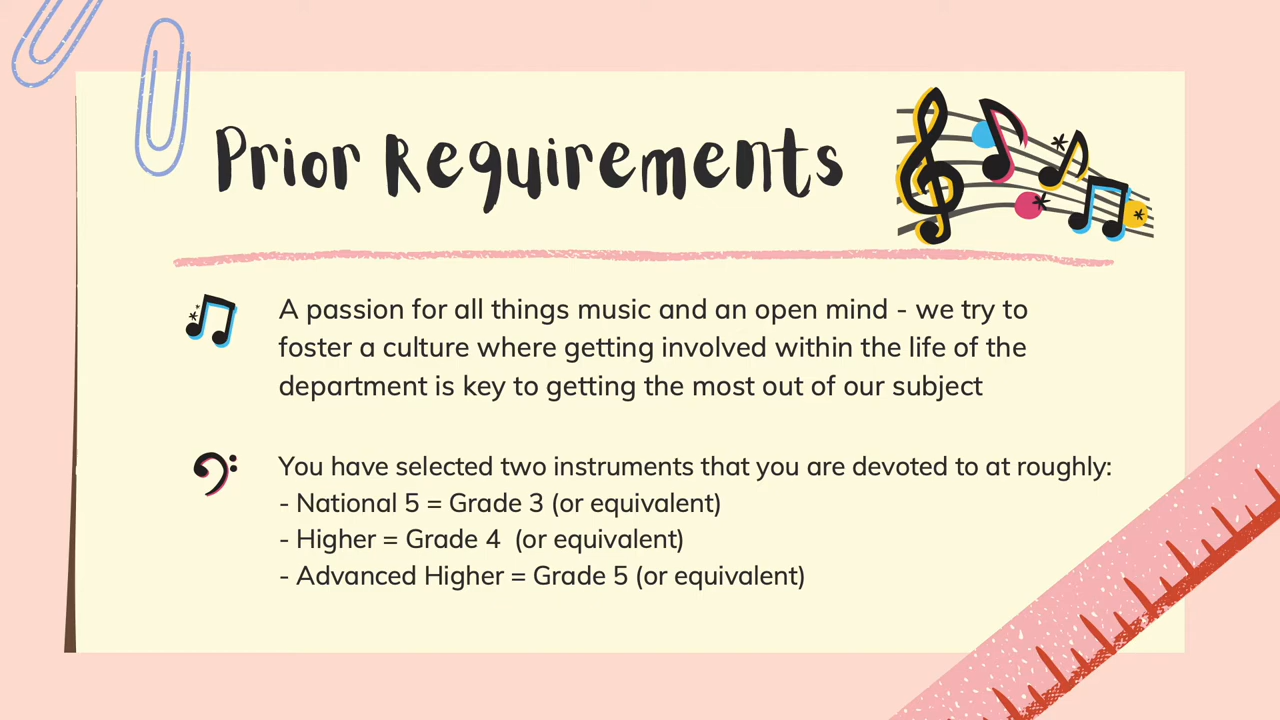 Prior Requirements
A passion for all things music and an open mind - we try to
foster a culture where getting involved within the life of the
department is key to getting the most out of our subject
You have selected two instruments that you are devoted to at roughly:
- National 5 = Grade 3 (or equivalent)
- Higher = Grade 4  (or equivalent)
- Advanced Higher = Grade 5 (or equivalent)